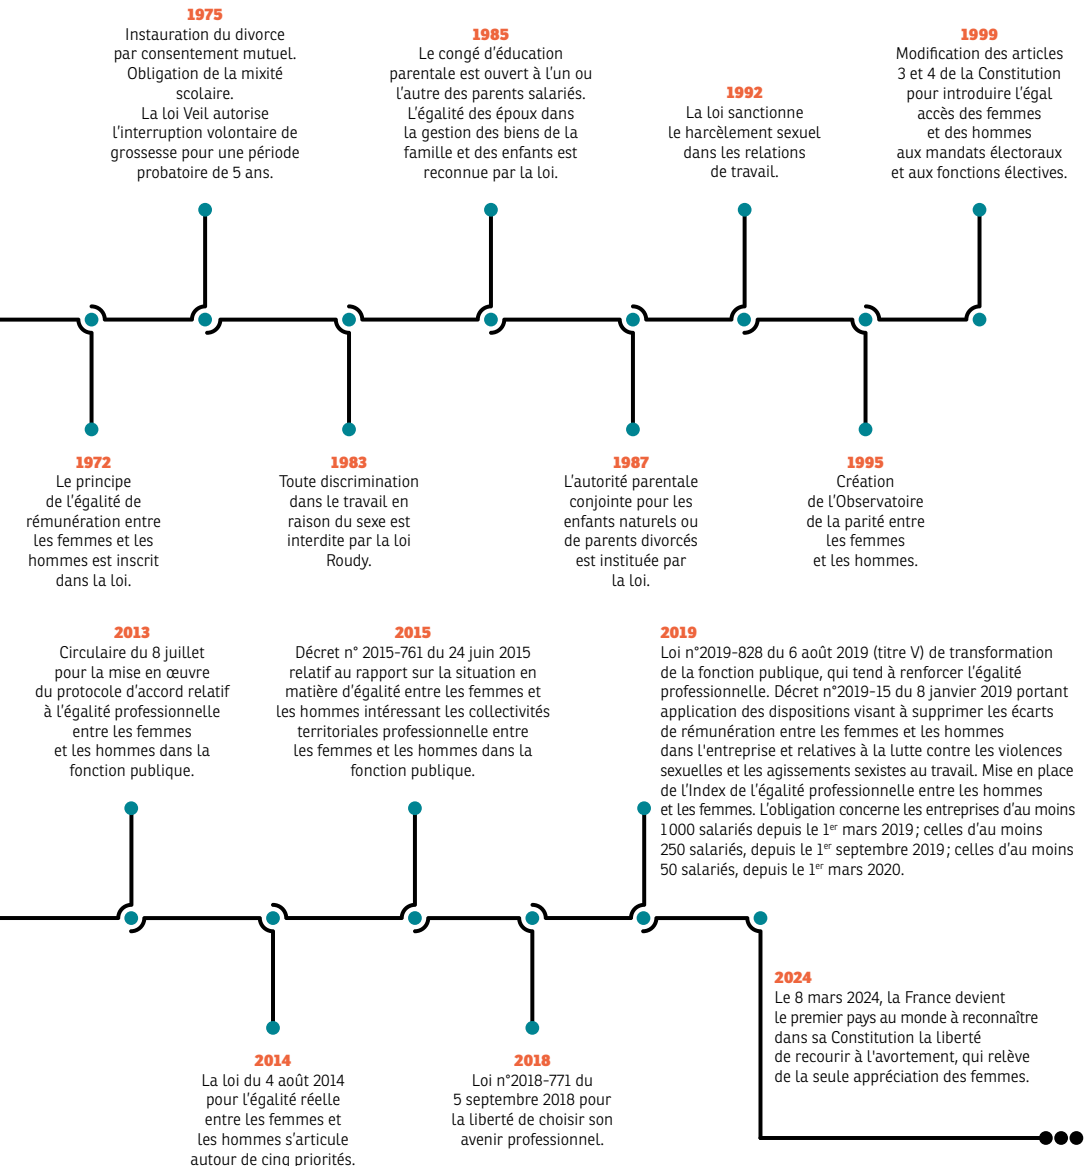 1975
Instauration du divorce
par consentement mutuel.
Obligation de la mixité
scolaire.
La loi Veil autorise
l'interruption volontaire de
grossesse pour une période
probatoire de 5 ans.
1985
Le congé d'éducation
parentale est ouvert à l'un ou
l'autre des parents salariés.
L'égalité des époux dans
la gestion des biens de la
famille et des enfants est
reconnue par la loi.
1992
La loi sanctionne
le harcèlement sexuel
dans les relations
de travail.
1999
Modification des articles
3 et 4 de la Constitution
pour introduire l'égal
accès des femmes
et des hommes
aux mandats électoraux
et aux fonctions électives.
1972
Le principe
de l'égalité de
rémunération entre
les femmes et les
hommes est inscrit
dans la loi.
1983
Toute discrimination
dans le travail en
raison du sexe est
interdite par la loi
Roudy.
1987
L'autorité parentale
conjointe pour les
enfants naturels ou
de parents divorcés
est instituée par
la loi.
1995
Création
de l'Observatoire
de la parité entre
les femmes
et les hommes.
2013
Circulaire du 8 juillet
pour la mise en œuvre
du protocole d'accord relatif
à l'égalité professionnelle
entre les femmes
et les hommes dans la
fonction publique.
2015
Décret n° 2015-761 du 24 juin 2015
relatif au rapport sur la situation en
matière d'égalité entre les femmes et
les hommes intéressant les collectivités
territoriales professionnelle entre
les femmes et les hommes dans la
fonction publique.
2019
Loi n°2019-828 du 6 août 2019 (titre V) de transformation
de la fonction publique, qui tend à renforcer l'égalité
professionnelle. Décret n°2019-15 du 8 janvier 2019 portant
application des dispositions visant à supprimer les écarts
de rémunération entre les femmes et les hommes
dans l'entreprise et relatives à la lutte contre les violences
sexuelles et les agissements sexistes au travail. Mise en place
de l'Index de l'égalité professionnelle entre les hommes
et les femmes. L'obligation concerne les entreprises d'au moins
1 000 salariés depuis le 1er mars 2019 ; celles d'au moins
250 salariés, depuis le 1er septembre 2019 ; celles d'au moins
50 salariés, depuis le 1er mars 2020.
2014
La loi du 4 août 2014
pour l'égalité réelle
entre les femmes et
les hommes s'articule
autour de cinq priorités.
2018
Loi n°2018-771 du
5 septembre 2018 pour
la liberté de choisir son
avenir professionnel.
2024
Le 8 mars 2024, la France devient
le premier pays au monde à reconnaître
dans sa Constitution la liberté
de recourir à l'avortement, qui relève
de la seule appréciation des femmes.